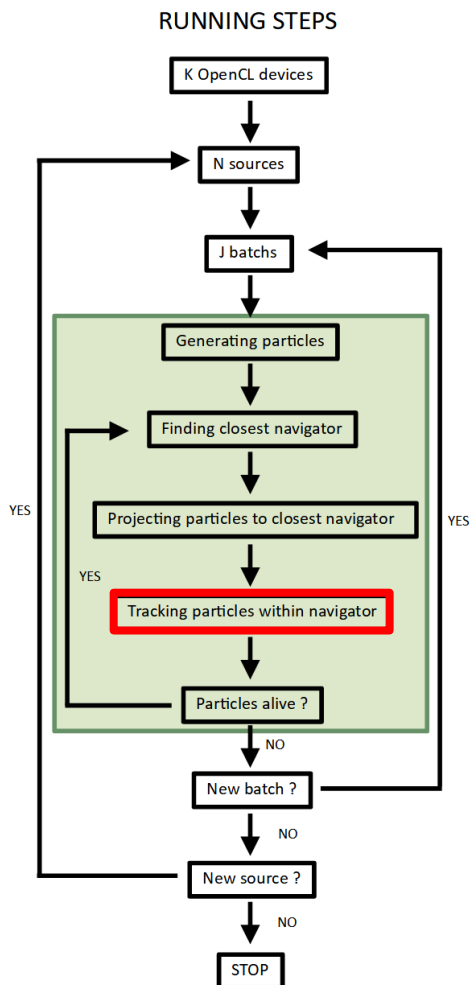 RUNNING STEPS
K OpenCL devices
N sources
J batchs
Generating particles
Finding closest navigator
YES
Projecting particles to closest navigator
YES
YES
Tracking particles within navigator
Particles alive ?
NO
New batch ?
NO
New source ?
NO
STOP